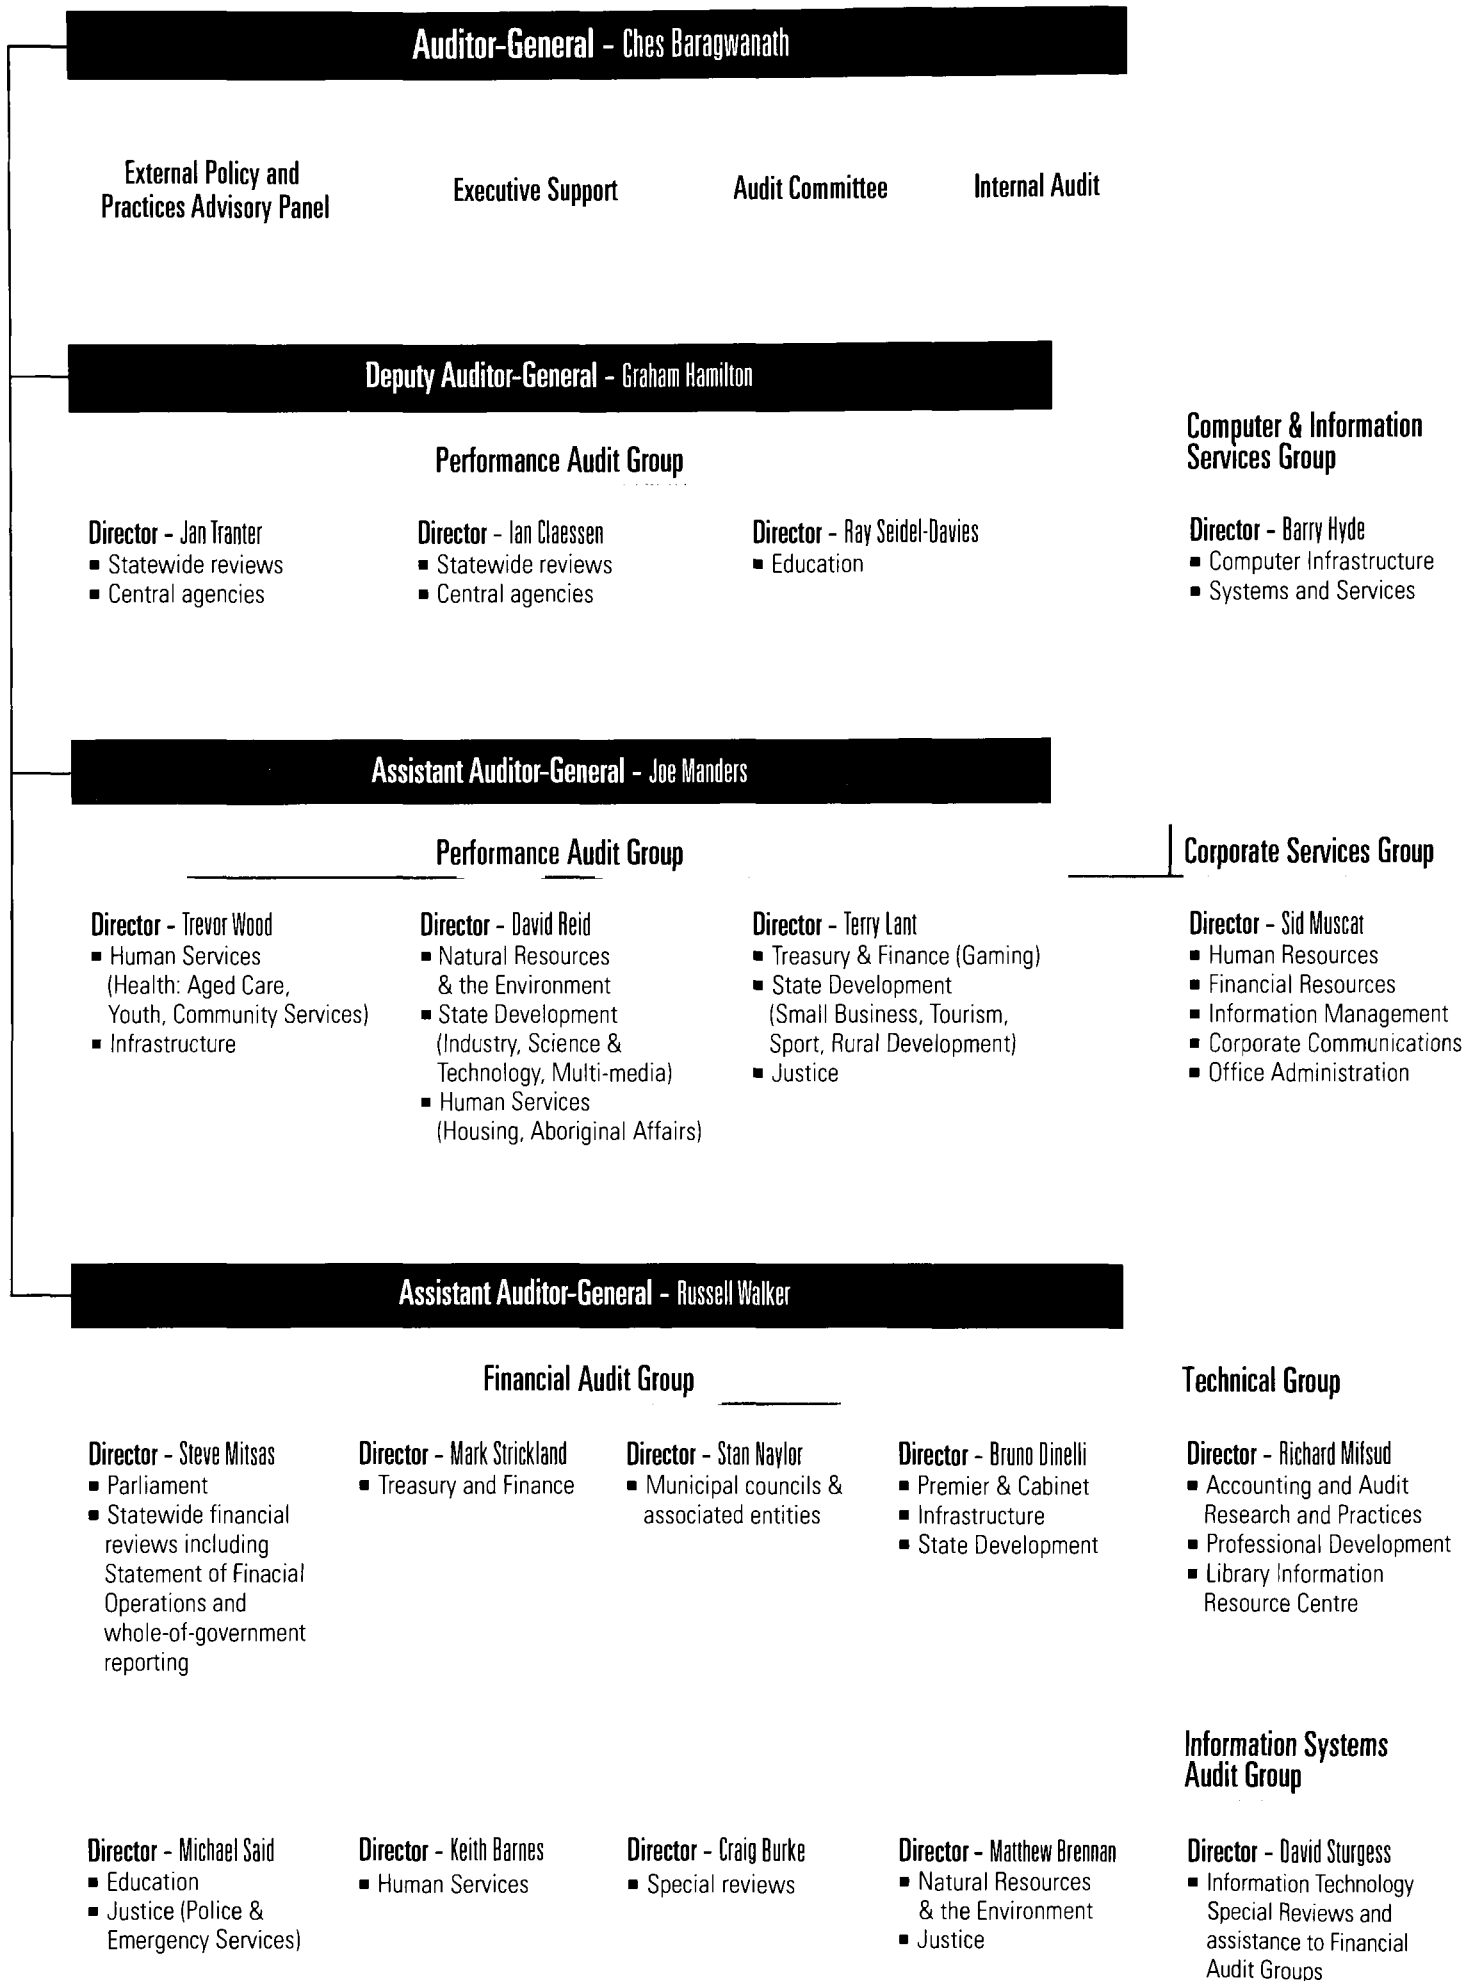 Auditor-General – Ches Baragwanath
External Policy and
Practices Advisory Panel
Executive Support
Audit Committee
Internal Audit
Deputy Auditor-General – Graham Hamilton
Performance Audit Group
Computer & Information
Services Group
Director – Jan Tranter
▪ Statewide reviews
▪ Central agencies
Director – Ian Claessen
▪ Statewide reviews
▪ Central agencies
Director – Ray Seidel-Davies
▪ Education
Director – Barry Hyde
▪ Computer Infrastructure
▪ Systems and Services
Assistant Auditor-General – Joe Manders
Performance Audit Group
Corporate Services Group
Director – Trevor Wood
▪ Human Services
(Health: Aged Care,
Youth, Community Services)
▪ Infrastructure
Director – David Reid
▪ Natural Resources
& the Environment
▪ State Development
(Industry, Science &
Technology, Multi-media)
▪ Human Services
(Housing, Aboriginal Affairs)
Director – Terry Lant
▪ Treasury & Finance (Gaming)
▪ State Development
(Small Business, Tourism,
Sport, Rural Development)
▪ Justice
Director – Sid Muscat
▪ Human Resources
▪ Financial Resources
▪ Information Management
▪ Corporate Communications
▪ Office Administration
Assistant Auditor-General – Russell Walker
Financial Audit Group
Technical Group
Director – Steve Mitsas
▪ Parliament
▪ Statewide financial
reviews including
Statement of Finacial
Operations and
whole-of-government
reporting
Director – Mark Strickland
▪ Treasury and Finance
Director – Stan Naylor
▪ Municipal councils &
associated entities
Director – Bruno Dinelli
▪ Premier & Cabinet
▪ Infrastructure
▪ State Development
Director – Richard Mifsud
▪ Accounting and Audit
Research and Practices
▪ Professional Development
▪ Library Information
Resource Centre
Information Systems
Audit Group
Director – Michael Said
▪ Education
▪ Justice (Police &
Emergency Services)
Director – Keith Barnes
▪ Human Services
Director – Craig Burke
▪ Special reviews
Director – Matthew Brennan
▪ Natural Resources
& the Environment
▪ Justice
Director – David Sturgess
▪ Information Technology
Special Reviews and
assistance to Financial
Audit Groups